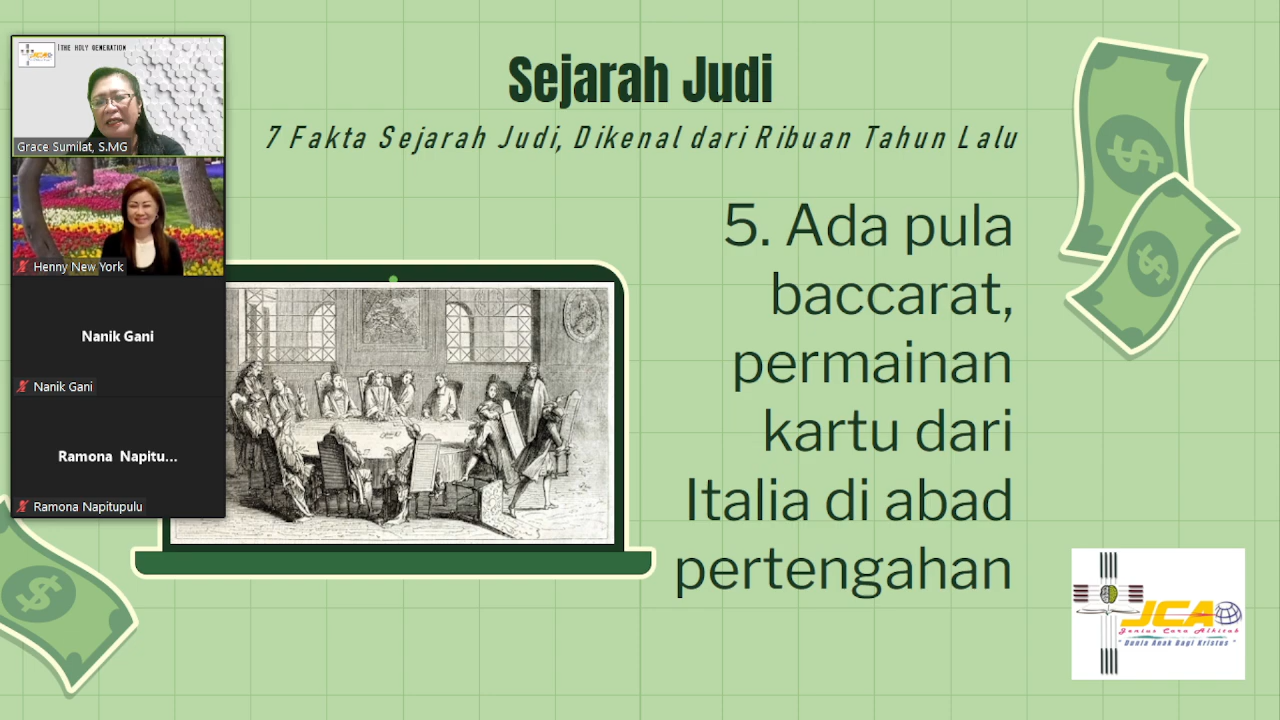 THE HOLY GENERATION
Grace Sumilat, S.MG
Henny New York
Nanik Gani
Nanik Gani
Ramona Napitu...
Ramona Napitupulu
Sejarah Judi
7 Fakta Sejarah Judi, Dikenal dari Ribuan Tahun Lalu
5. Ada pula
baccarat,
permainan
kartu dari
Italia di abad
pertengahan
JCA
Jenius Cara Alkitab
"Dunia Anak Bagi Kristus"